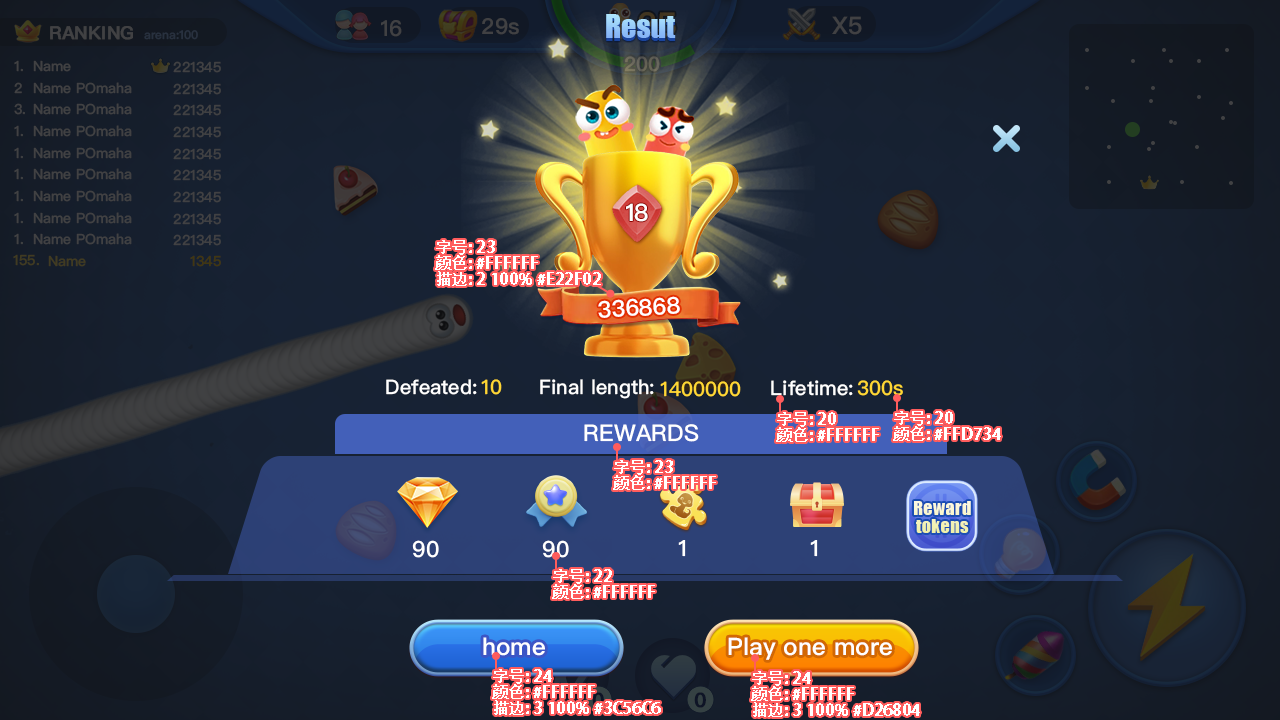 RANKING arena:100
16
29s
Resut
X5
200
1. Name 221345
2 Name POmaha 221345
3. Name POmaha 221345
1. Name POmaha 221345
1. Name POmaha 221345
1. Name POmaha 221345
1. Name POmaha 221345
1. Name POmaha 221345
1. Name POmaha 221345
155. Name 1345
18
字号: 23
颜色: #FFFFFF
描边: 2 100% #E22F02
336868
Defeated: 10 Final length: 1400000 Lifetime: 300s
字号: 20
颜色: #FFFFFF
字号: 20
颜色: #FFD734
REWARDS
字号: 23
颜色: #FFFFFF
90
90
1
1
Reward
tokens
字号: 22
颜色: #FFFFFF
home
Play one more
字号: 24
颜色: #FFFFFF
描边: 3 100% #3C56C6
字号: 24
颜色: #FFFFFF
描边: 3 100% #D26804
0